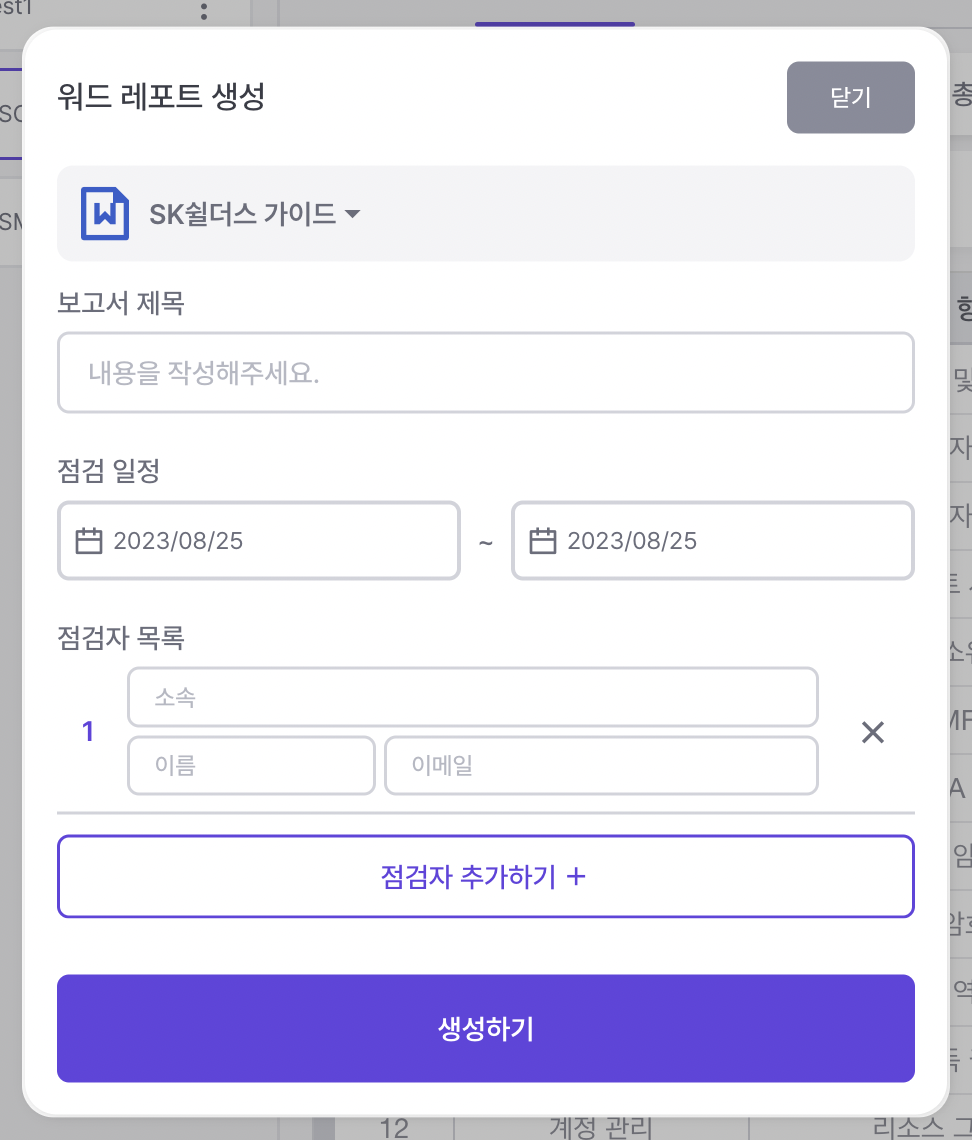 워드 레포트 생성
닫기
SK쉴더스 가이드
보고서 제목
내용을 작성해주세요.
점검 일정
2023/08/25 ~ 2023/08/25
점검자 목록
소속
1
이름 이메일
점검자 추가하기 +
생성하기
12 계정 관리 리소스